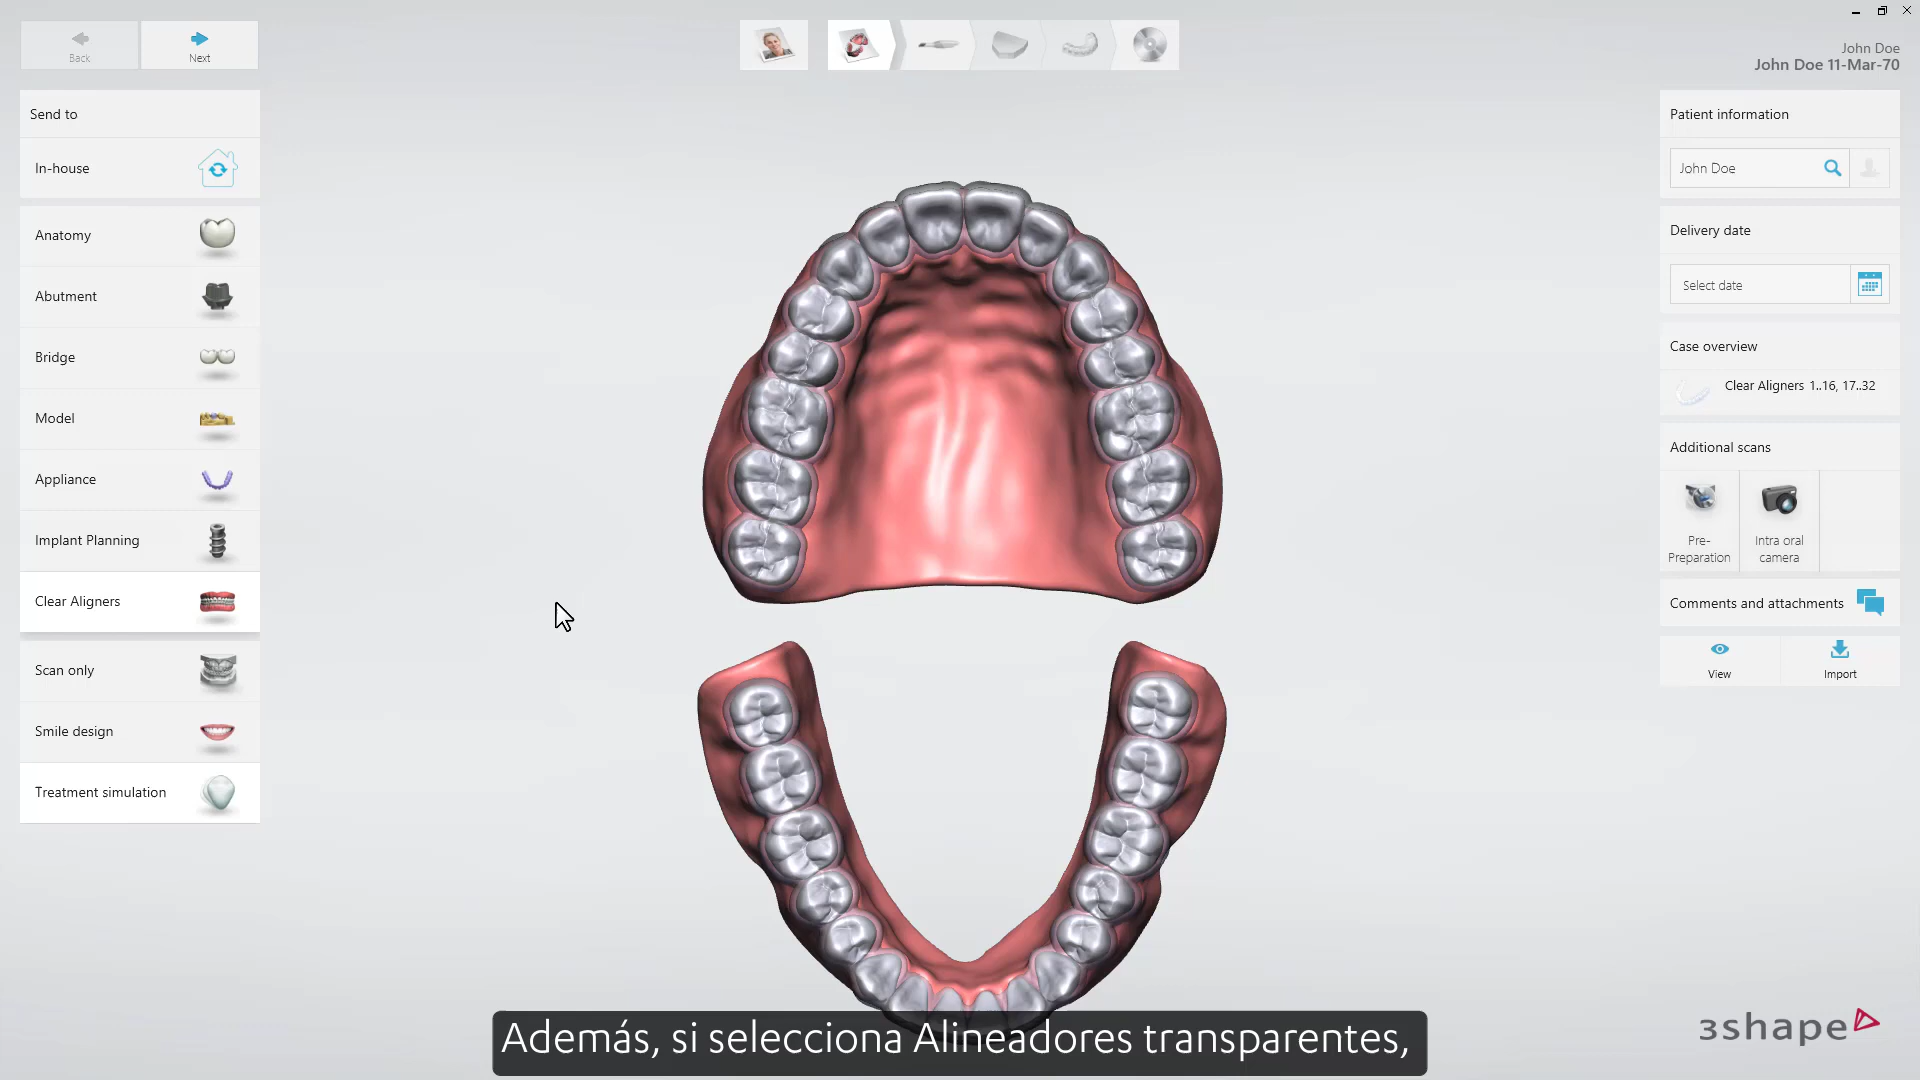 Back
Next
John Doe
John Doe 11-Mar-70
Send to
In-house
Anatomy
Abutment
Bridge
Model
Appliance
Implant Planning
Clear Aligners
Scan only
Smile design
Treatment simulation
Patient information
John Doe
Delivery date
Select date
Case overview
Clear Aligners 1..16, 17..32
Additional scans
Pre-
Preparation
Intra oral
camera
Comments and attachments
View
Import
3shape
Además, si selecciona Alineadores transparentes,